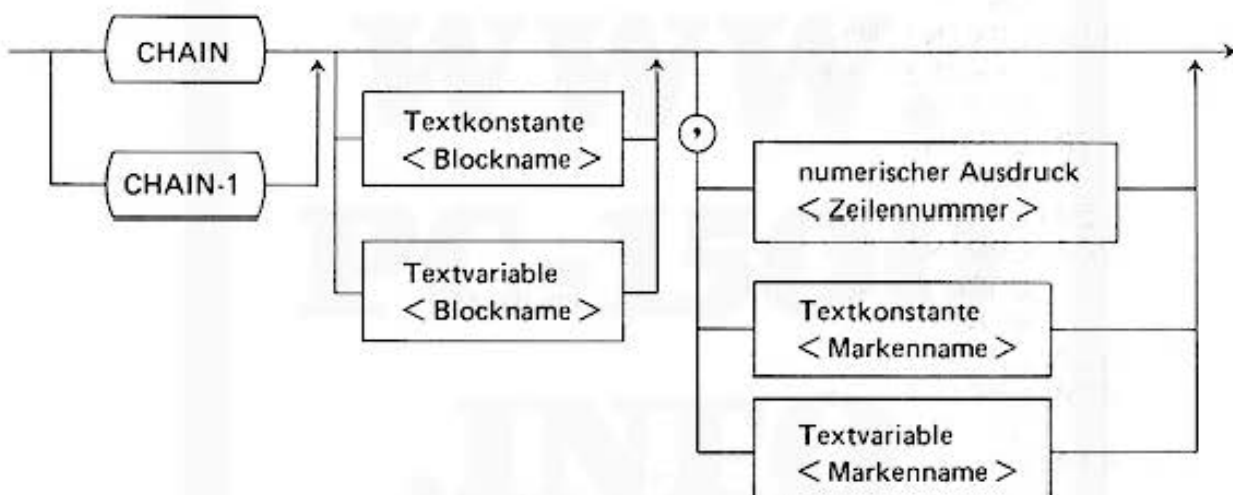 CHAIN
CHAIN-1
Textkonstante
< Blockname >
Textvariable
< Blockname >
,
numerischer Ausdruck
< Zeilennummer >
Textkonstante
< Markenname >
Textvariable
< Markenname >